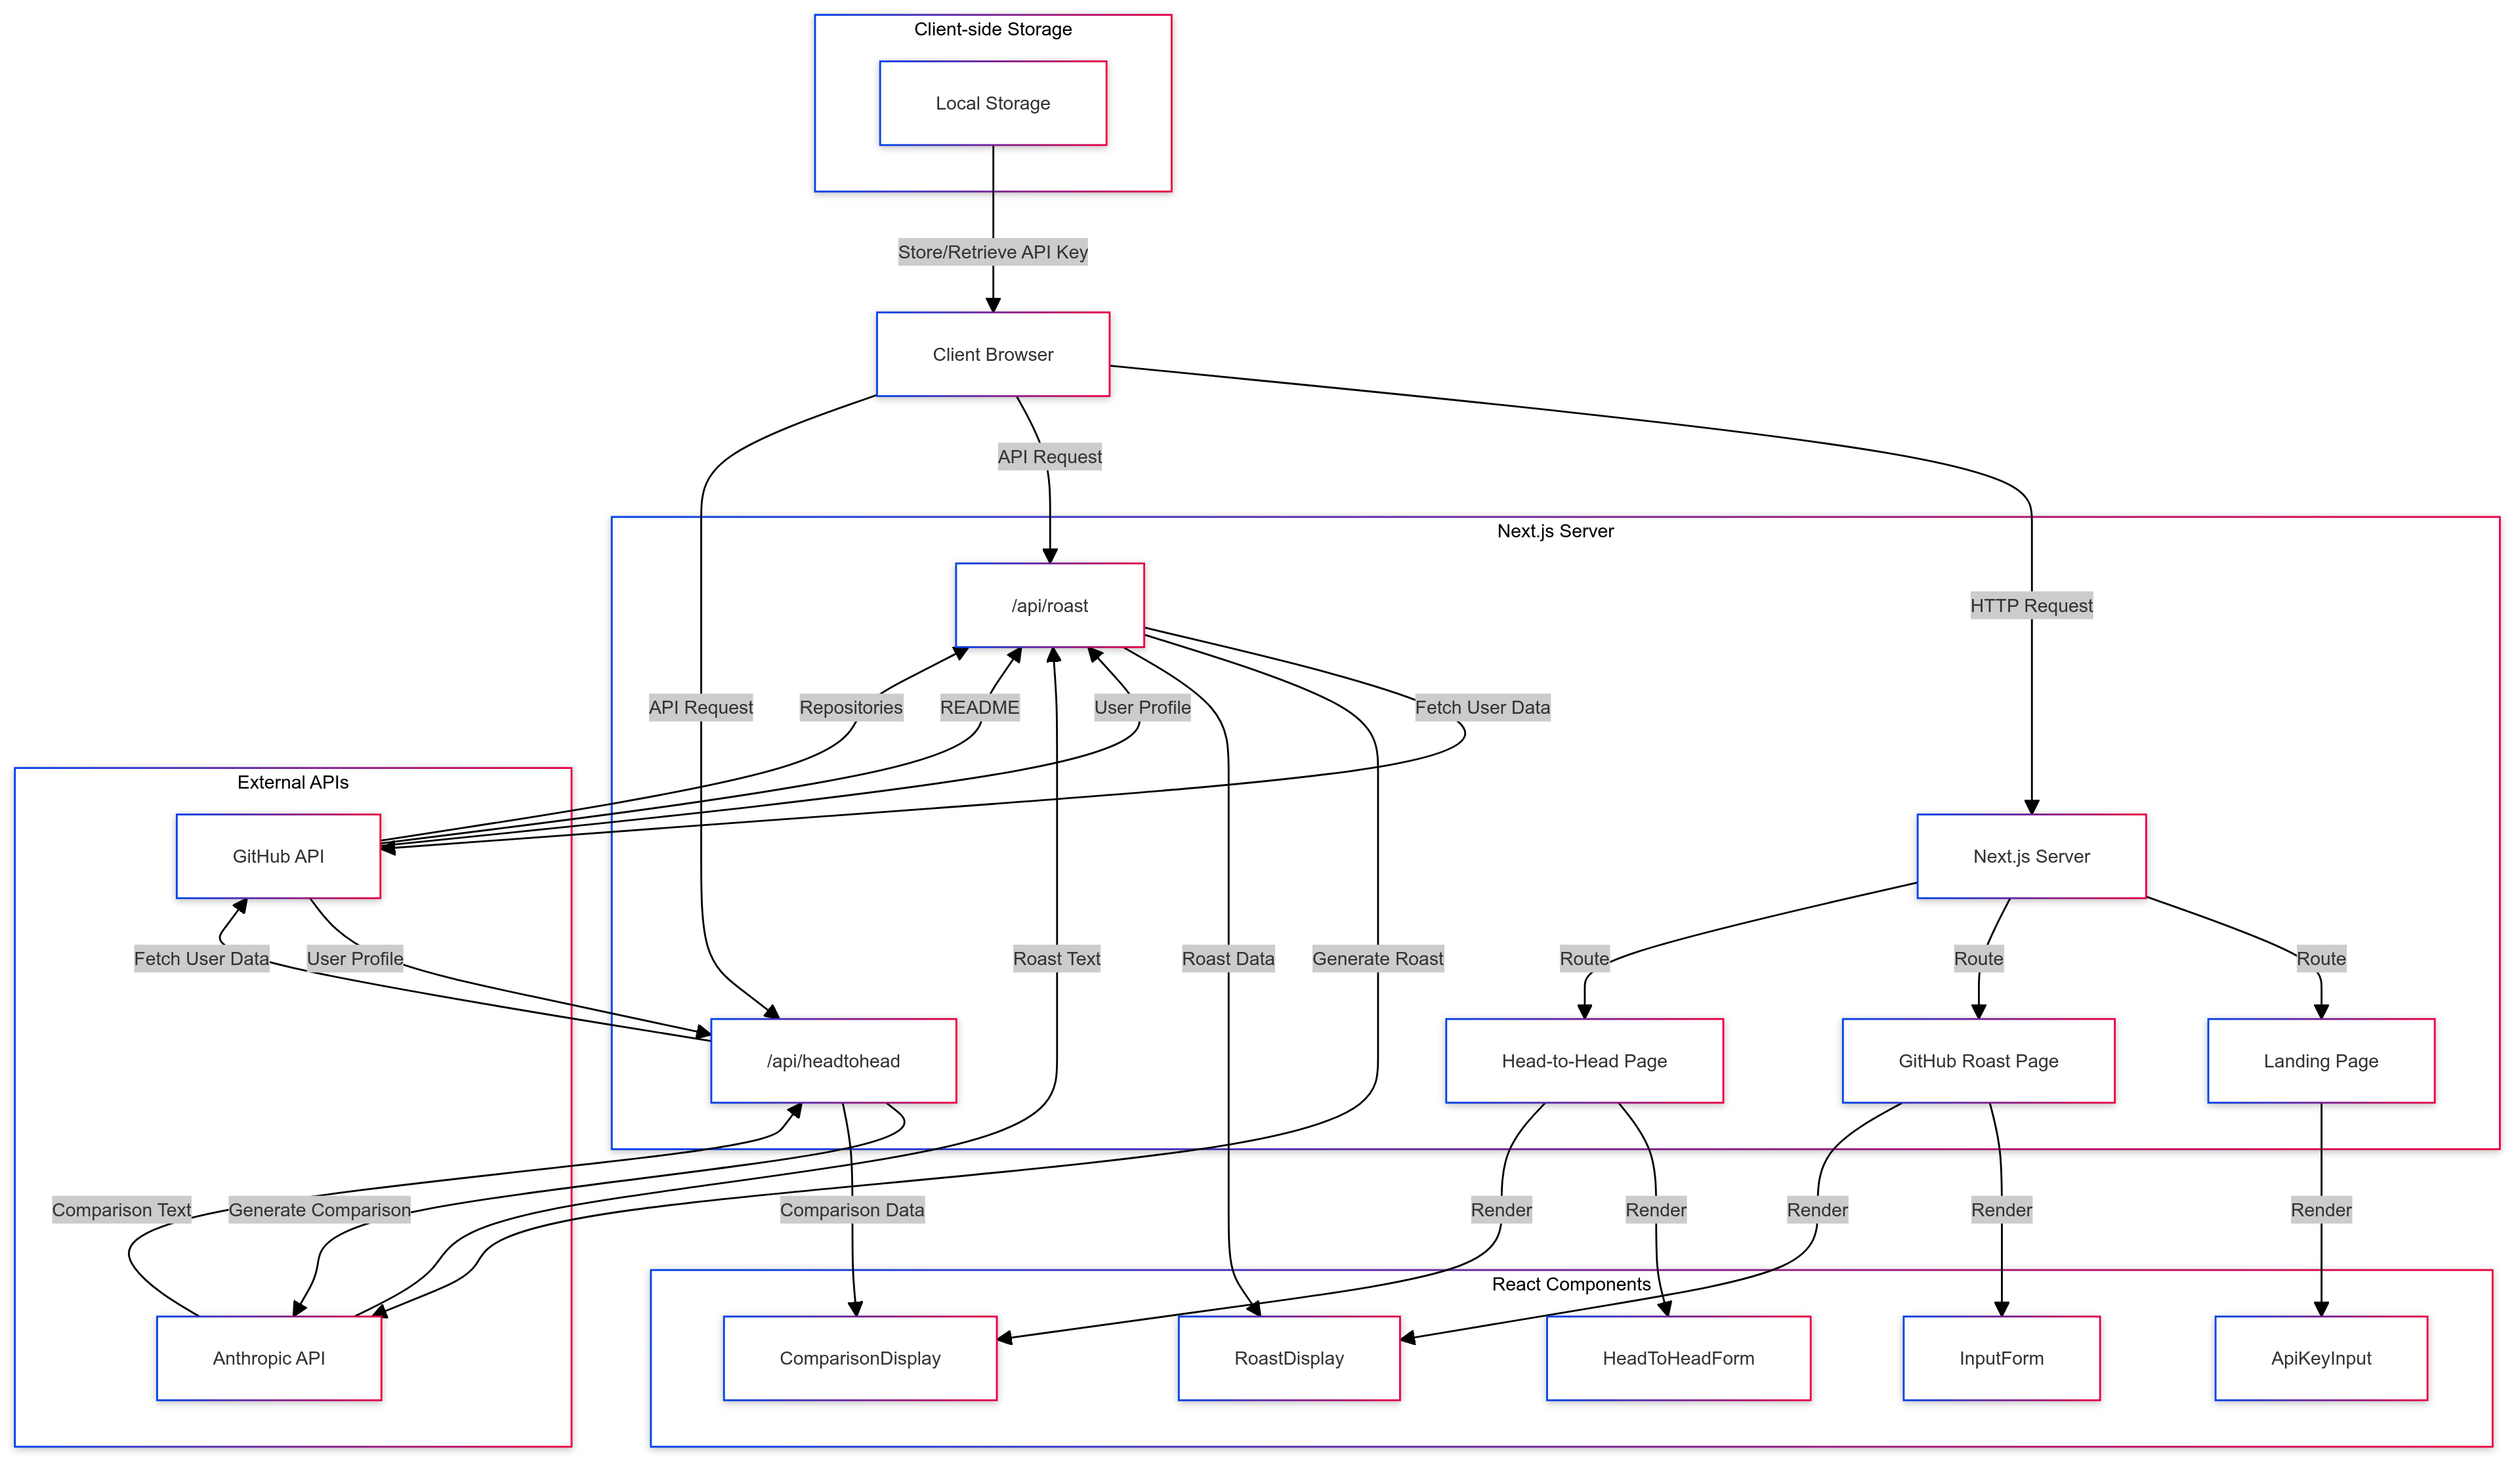 Client-side Storage
Local Storage
Store/Retrieve API Key
Client Browser
API Request
Next.js Server
/api/roast
HTTP Request
API Request
Repositories
README
User Profile
Fetch User Data
External APIs
GitHub API
Next.js Server
Fetch User Data
User Profile
Roast Text
Roast Data
Generate Roast
Route
Route
Route
/api/headtohead
Head-to-Head Page
GitHub Roast Page
Landing Page
Comparison Text
Generate Comparison
Comparison Data
Render
Render
Render
Render
Render
React Components
Anthropic API
ComparisonDisplay
RoastDisplay
HeadToHeadForm
InputForm
ApiKeyInput